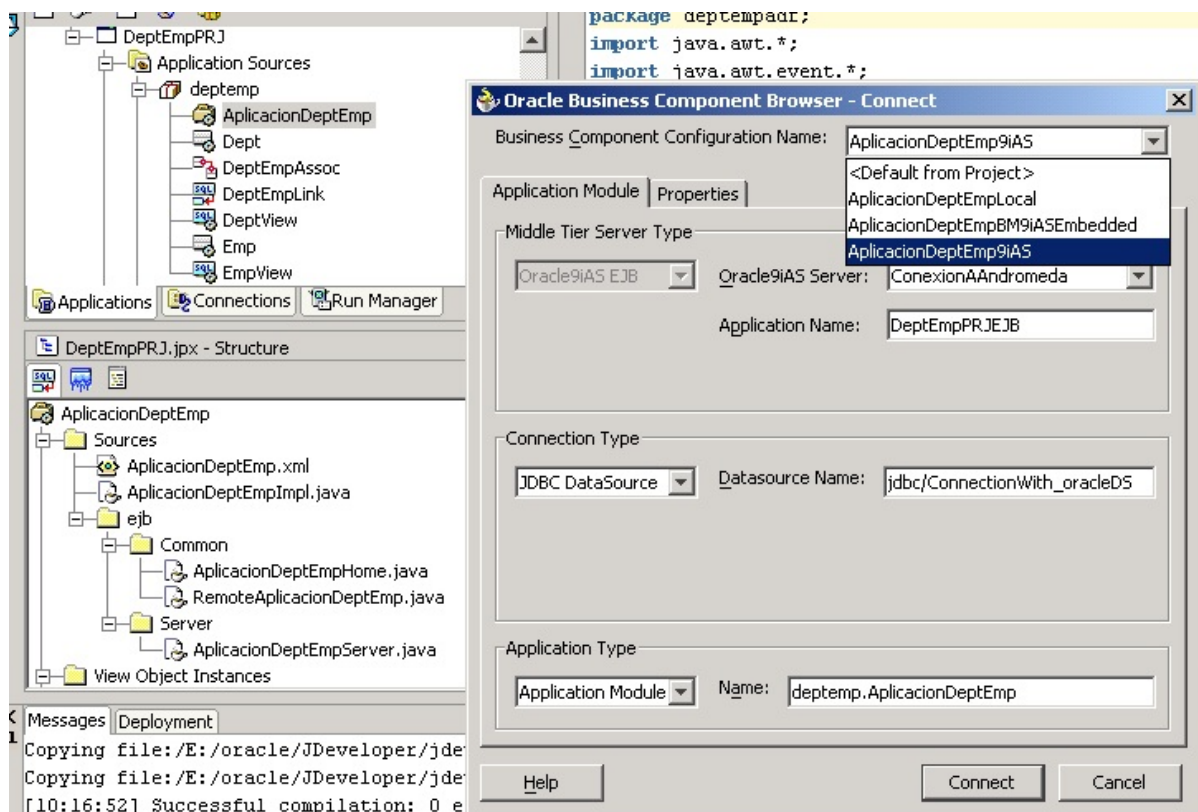 package deptempadf;
import java.awt.*;
import java.awt.event.*;
DeptEmpPRJ
Application Sources
deptemp
AplicacionDeptEmp
Dept
DeptEmpAssoc
DeptEmpLink
DeptView
Emp
EmpView
Applications Connections Run Manager
DeptEmpPRJ.jpx - Structure
AplicacionDeptEmp
Sources
AplicacionDeptEmp.xml
AplicacionDeptEmpImpl.java
ejb
Common
AplicacionDeptEmpHome.java
RemoteAplicacionDeptEmp.java
Server
AplicacionDeptEmpServer.java
View Object Instances
Messages Deployment
Copying file:/E:/oracle/JDeveloper/jde
Copying file:/E:/oracle/JDeveloper/jde
[10:16:52] Successful compilation: 0 e
Oracle Business Component Browser - Connect
Business Component Configuration Name: AplicacionDeptEmp9iAS
<Default from Project>
AplicacionDeptEmpLocal
AplicacionDeptEmpBM9iASEmbedded
AplicacionDeptEmp9iAS
Application Module Properties
Middle Tier Server Type
Oracle9iAS EJB Oracle9iAS Server: ConexionAAndromeda
Application Name: DeptEmpPRJEJB
Connection Type
JDBC DataSource Datasource Name: jdbc/ConnectionWith_oracleDS
Application Type
Application Module Name: deptemp.AplicacionDeptEmp
Help Connect Cancel